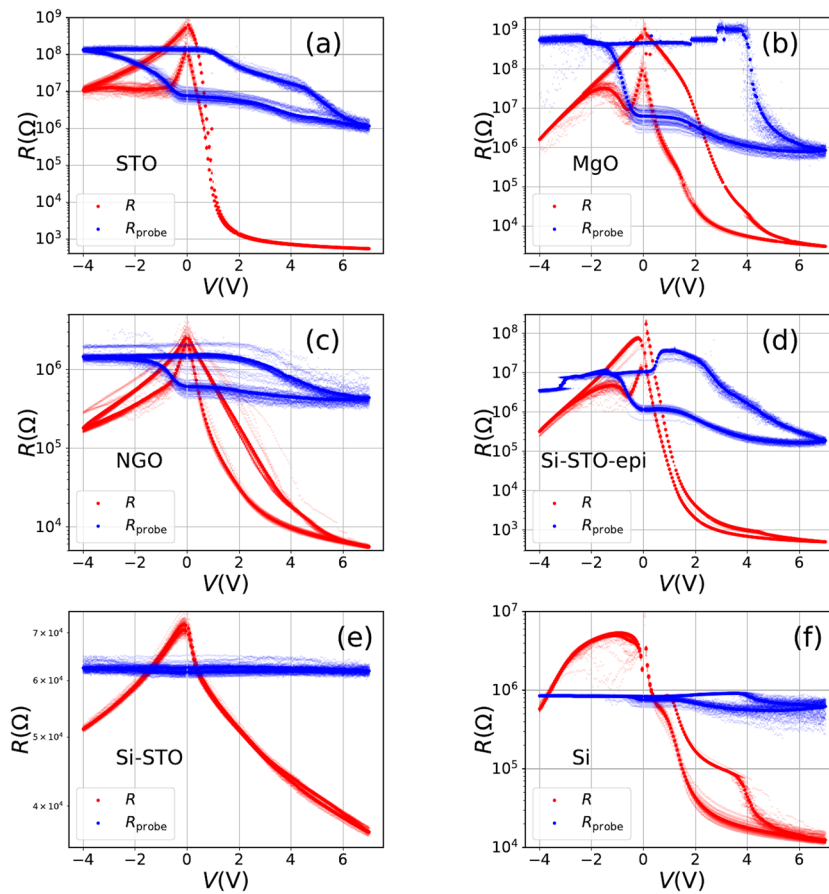 (a)
R(Ω)
10⁹
10⁸
10⁷
10⁶
10⁵
10⁴
10³
STO
R
R_probe
−4 −2 0 2 4 6
V(V)
(b)
R(Ω)
10⁹
10⁸
10⁷
10⁶
10⁵
10⁴
MgO
R
R_probe
−4 −2 0 2 4 6
V(V)
(c)
R(Ω)
10⁶
10⁵
10⁴
NGO
R
R_probe
−4 −2 0 2 4 6
V(V)
(d)
R(Ω)
10⁸
10⁷
10⁶
10⁵
10⁴
10³
Si-STO-epi
R
R_probe
−4 −2 0 2 4 6
V(V)
(e)
R(Ω)
7 × 10⁴
6 × 10⁴
5 × 10⁴
4 × 10⁴
Si-STO
R
R_probe
−4 −2 0 2 4 6
V(V)
(f)
R(Ω)
10⁷
10⁶
10⁵
10⁴
Si
R
R_probe
−4 −2 0 2 4 6
V(V)